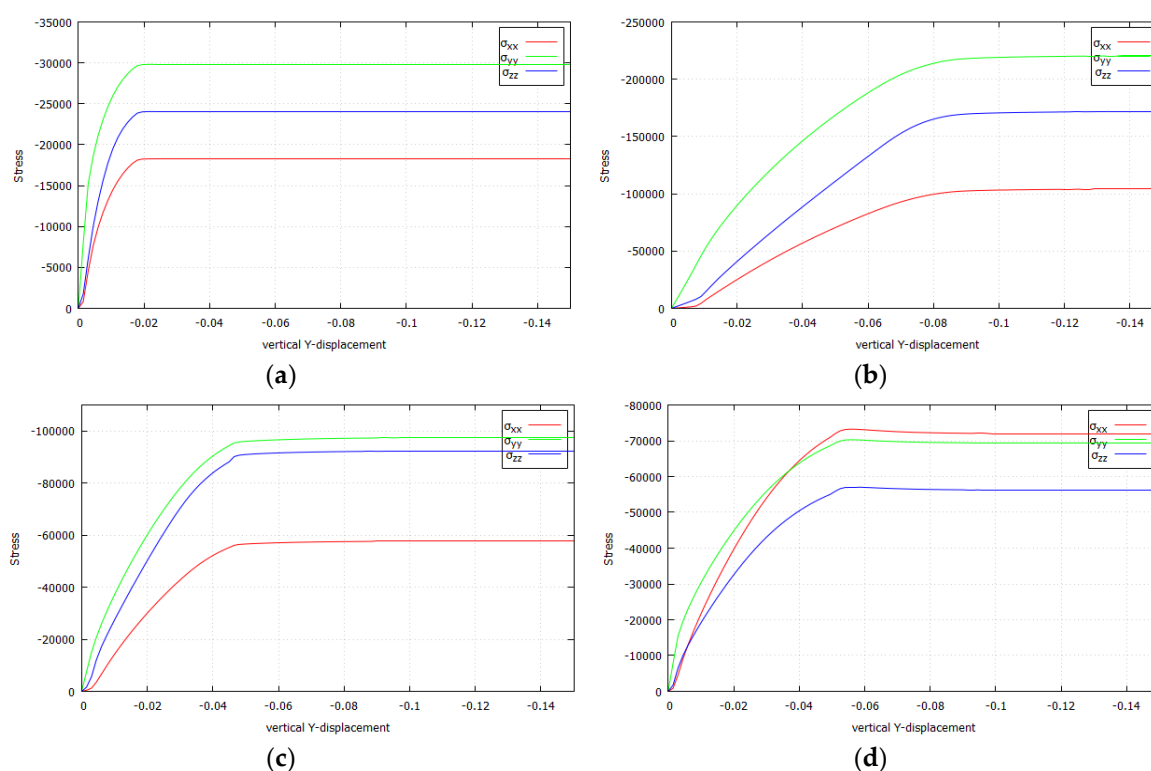 -35000
-30000
-25000
-20000
-15000
-10000
-5000
0
Stress
σxx
σyy
σzz
0 -0.02 -0.04 -0.06 -0.08 -0.1 -0.12 -0.14
vertical Y-displacement
(a)
-250000
-200000
-150000
-100000
-50000
0
Stress
σxx
σyy
σzz
0 -0.02 -0.04 -0.06 -0.08 -0.1 -0.12 -0.14
vertical Y-displacement
(b)
-100000
-80000
-60000
-40000
-20000
0
Stress
σxx
σyy
σzz
0 -0.02 -0.04 -0.06 -0.08 -0.1 -0.12 -0.14
vertical Y-displacement
(c)
-80000
-70000
-60000
-50000
-40000
-30000
-20000
-10000
0
Stress
σxx
σyy
σzz
0 -0.02 -0.04 -0.06 -0.08 -0.1 -0.12 -0.14
vertical Y-displacement
(d)